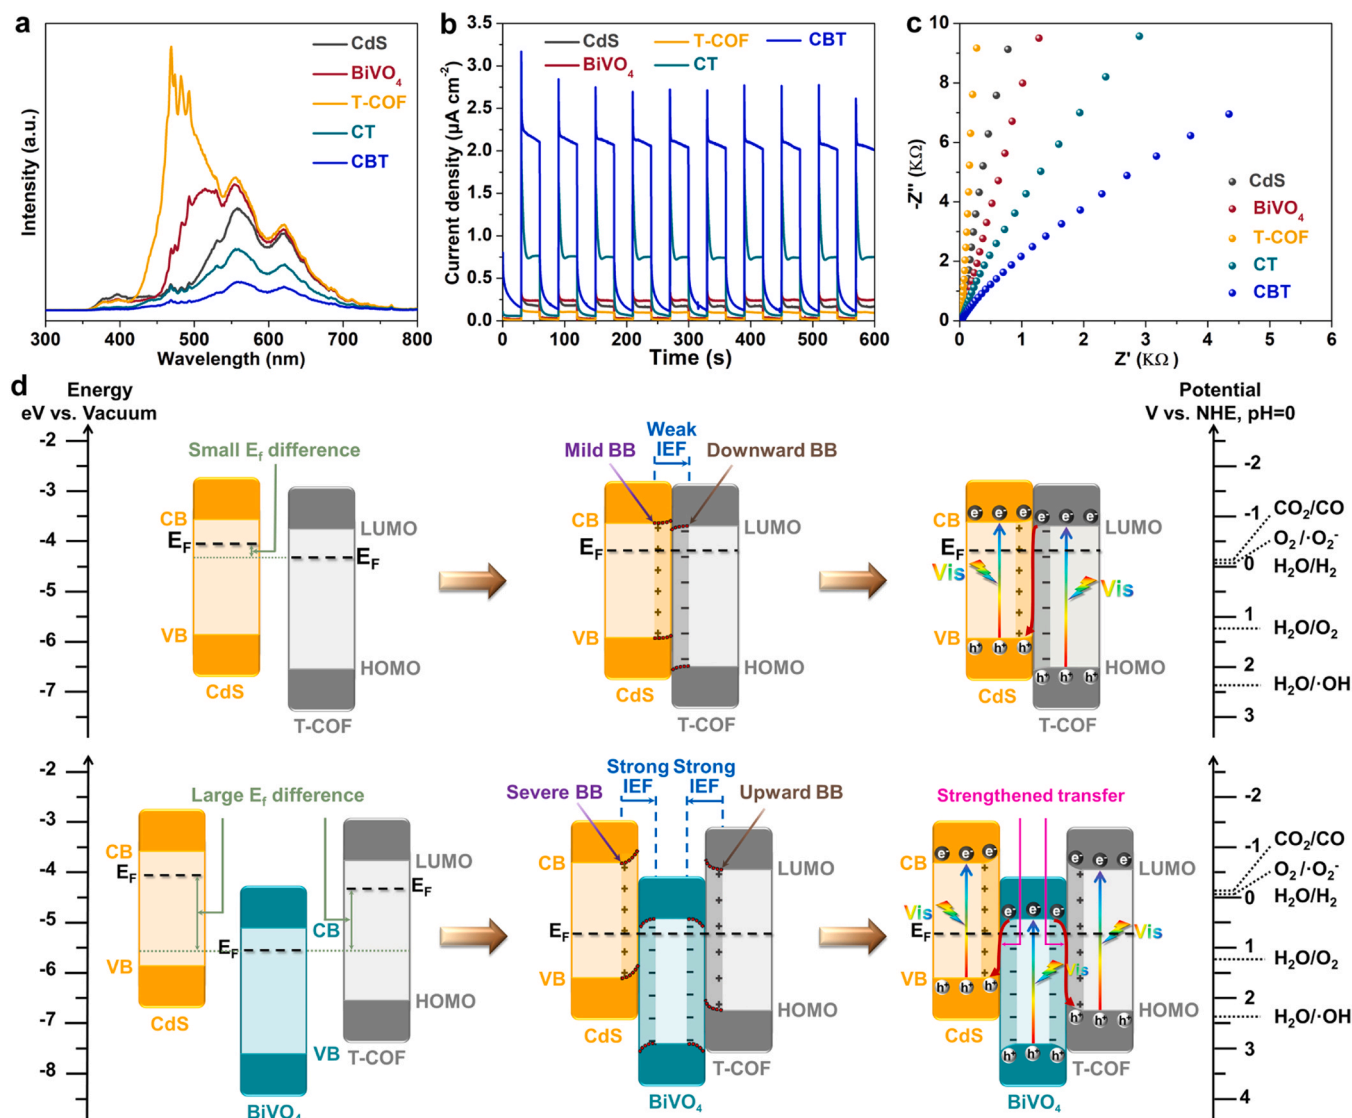 a
CdS
BiVO4
T-COF
CT
CBT
Intensity (a.u.)
300 400 500 600 700 800
Wavelength (nm)
b
CdS T-COF CBT
BiVO4 CT
Current density (μA cm-2)
3.5
3.0
2.5
2.0
1.5
1.0
0.5
0.0
0 100 200 300 400 500 600
Time (s)
c
-Z" (KΩ)
10
8
6
4
2
0
CdS
BiVO4
T-COF
CT
CBT
0 1 2 3 4 5 6
Z' (KΩ)
d
Energy
eV vs. Vacuum
-2
-3
-4
-5
-6
-7
Small Ef difference
CB
EF
VB
CdS
LUMO
EF
HOMO
T-COF
Weak
IEF
Mild BB
Downward BB
CB
EF
VB
CdS
LUMO
HOMO
T-COF
CB
EF
VB
CdS
e- e- e- e- e- e-
Vis
Vis
h+ h+ h+ h+ h+ h+
LUMO
HOMO
T-COF
Potential
V vs. NHE, pH=0
-2
-1
0
1
2
3
CO2/CO
O2/·O2-
H2O/H2
H2O/O2
H2O/·OH
-2
-3
-4
-5
-6
-7
-8
Large Ef difference
CB
EF
VB
CdS
EF
CB
VB
BiVO4
LUMO
EF
HOMO
T-COF
Strong Strong
IEF IEF
Severe BB
Upward BB
CB
EF
VB
CdS
BiVO4
LUMO
HOMO
T-COF
Strengthened transfer
CB
EF
VB
CdS
e- e- e- e- e- e- e- e- e-
Vis
Vis
Vis
h+ h+ h+ h+ h+ h+ h+ h+ h+
BiVO4
LUMO
HOMO
T-COF
-2
-1
0
1
2
3
4
CO2/CO
O2/·O2-
H2O/H2
H2O/O2
H2O/·OH